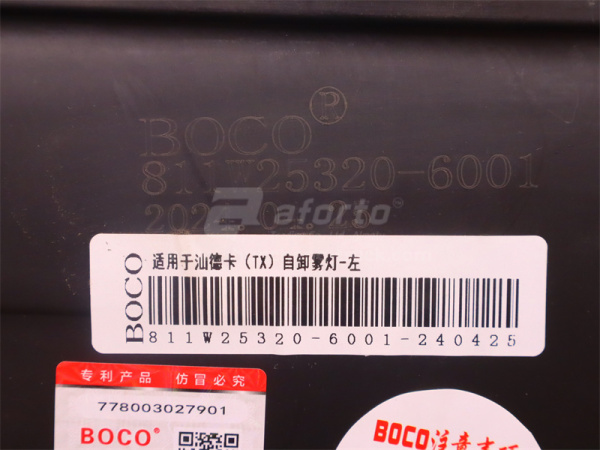 BOCO Ⓟ
811W25320-6001
aforto
BOCO
适用于汕德卡（TX）自卸雾灯-左
811W25320-6001-240425
专利产品 仿冒必究
778003027901
BOCO®
BOCO